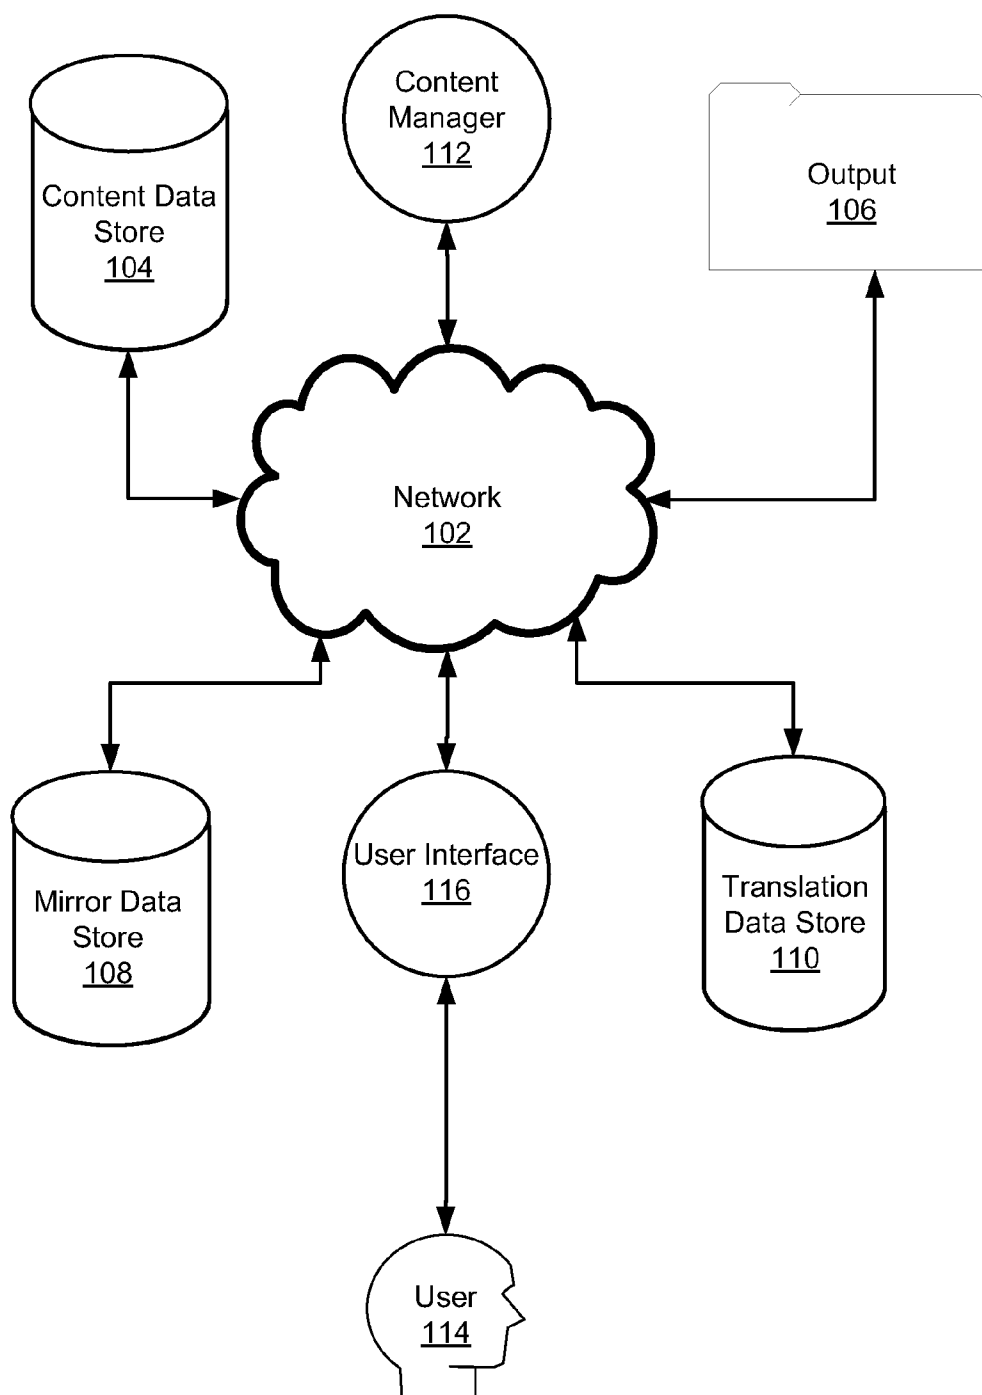 Content
Manager
112
Content Data
Store
104
Output
106
Network
102
Mirror Data
Store
108
User Interface
116
Translation
Data Store
110
User
114